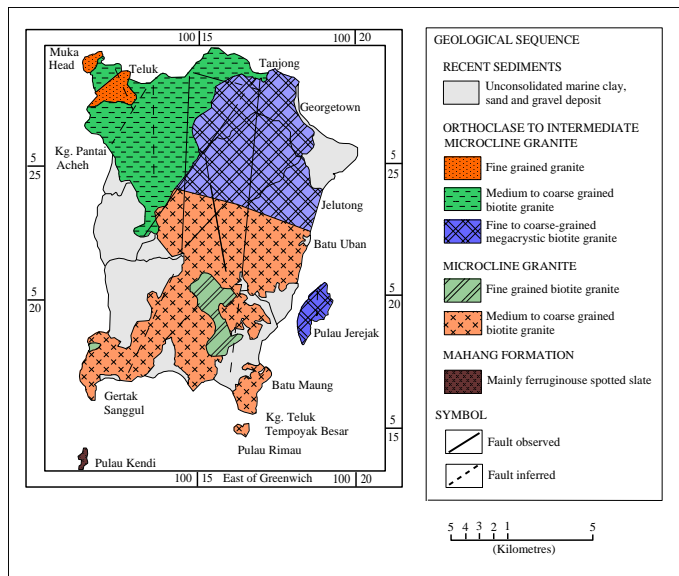 100 15
100 20
Muka
Head
Teluk
Tanjong
Georgetown
5
25
Kg. Pantai
Acheh
5
25
Jelutong
Batu Uban
5
20
5
20
Pulau Jerejak
Gertak
Sanggul
Batu Maung
Kg. Teluk
Tempoyak Besar
Pulau Rimau
5
15
Pulau Kendi
100 15
East of Greenwich
100 20
GEOLOGICAL SEQUENCE
RECENT SEDIMENTS
Unconsolidated marine clay,
sand and gravel deposit
ORTHOCLASE TO INTERMEDIATE
MICROCLINE GRANITE
Fine grained granite
Medium to coarse grained
biotite granite
Fine to coarse-grained
megacrystic biotite granite
MICROCLINE GRANITE
Fine grained biotite granite
Medium to coarse grained
biotite granite
MAHANG FORMATION
Mainly ferruginouse spotted slate
SYMBOL
Fault observed
Fault inferred
5 4 3 2 1 5
(Kilometres)